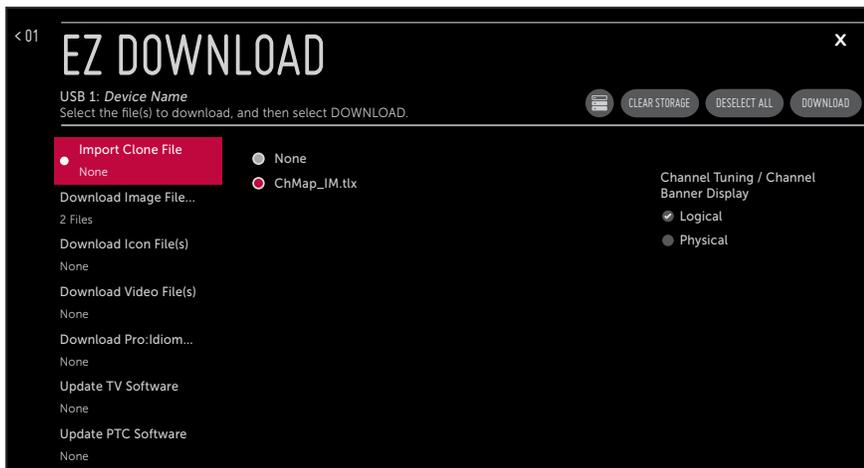 < 01
EZ DOWNLOAD
X
USB 1: Device Name
Select the file(s) to download, and then select DOWNLOAD.
CLEAR STORAGE
DESELECT ALL
DOWNLOAD
Import Clone File
None
Download Image File...
2 Files
Download Icon File(s)
None
Download Video File(s)
None
Download Pro:Idiom...
None
Update TV Software
None
Update PTC Software
None
None
ChMap_IM.tlx
Channel Tuning / Channel
Banner Display
Logical
Physical